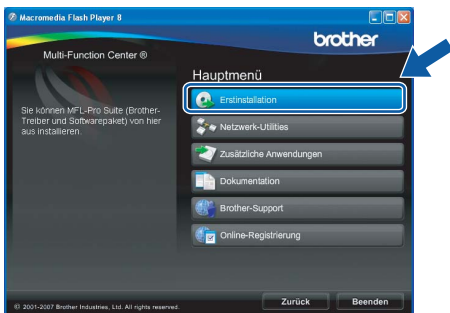 Macromedia Flash Player 8
brother
Multi-Function Center ®
Hauptmenü
Sie können MFL-Pro Suite (Brother-
Treiber und Softwarepaket) von hier
aus installieren.
Erstinstallation
Netzwerk-Utilities
Zusätzliche Anwendungen
Dokumentation
Brother-Support
Online-Registrierung
© 2001-2007 Brother Industries, Ltd. All rights reserved.
Zurück
Beenden